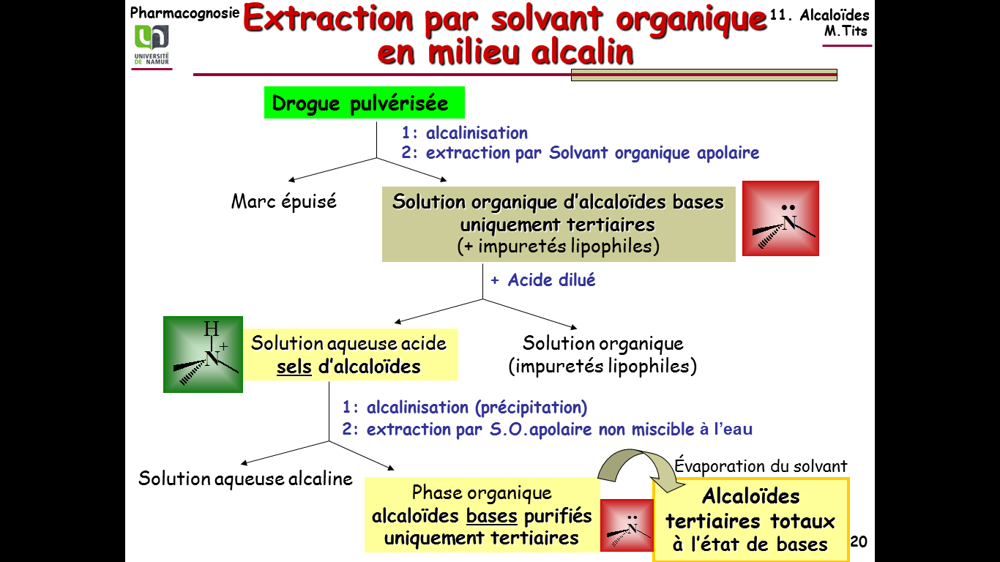 Pharmacognosie
Extraction par solvant organique
en milieu alcalin
11. Alcaloïdes
M.Tits
UNIVERSITÉ
DE NAMUR
Drogue pulvérisée
1: alcalinisation
2: extraction par Solvant organique apolaire
Marc épuisé
Solution organique d'alcaloïdes bases
uniquement tertiaires
(+ impuretés lipophiles)
N
+ Acide dilué
H
N+
Solution aqueuse acide
sels d'alcaloïdes
Solution organique
(impuretés lipophiles)
1: alcalinisation (précipitation)
2: extraction par S.O.apolaire non miscible à l'eau
Solution aqueuse alcaline
Évaporation du solvant
Phase organique
alcaloïdes bases purifiés
uniquement tertiaires
N
Alcaloïdes
tertiaires totaux
à l'état de bases
20